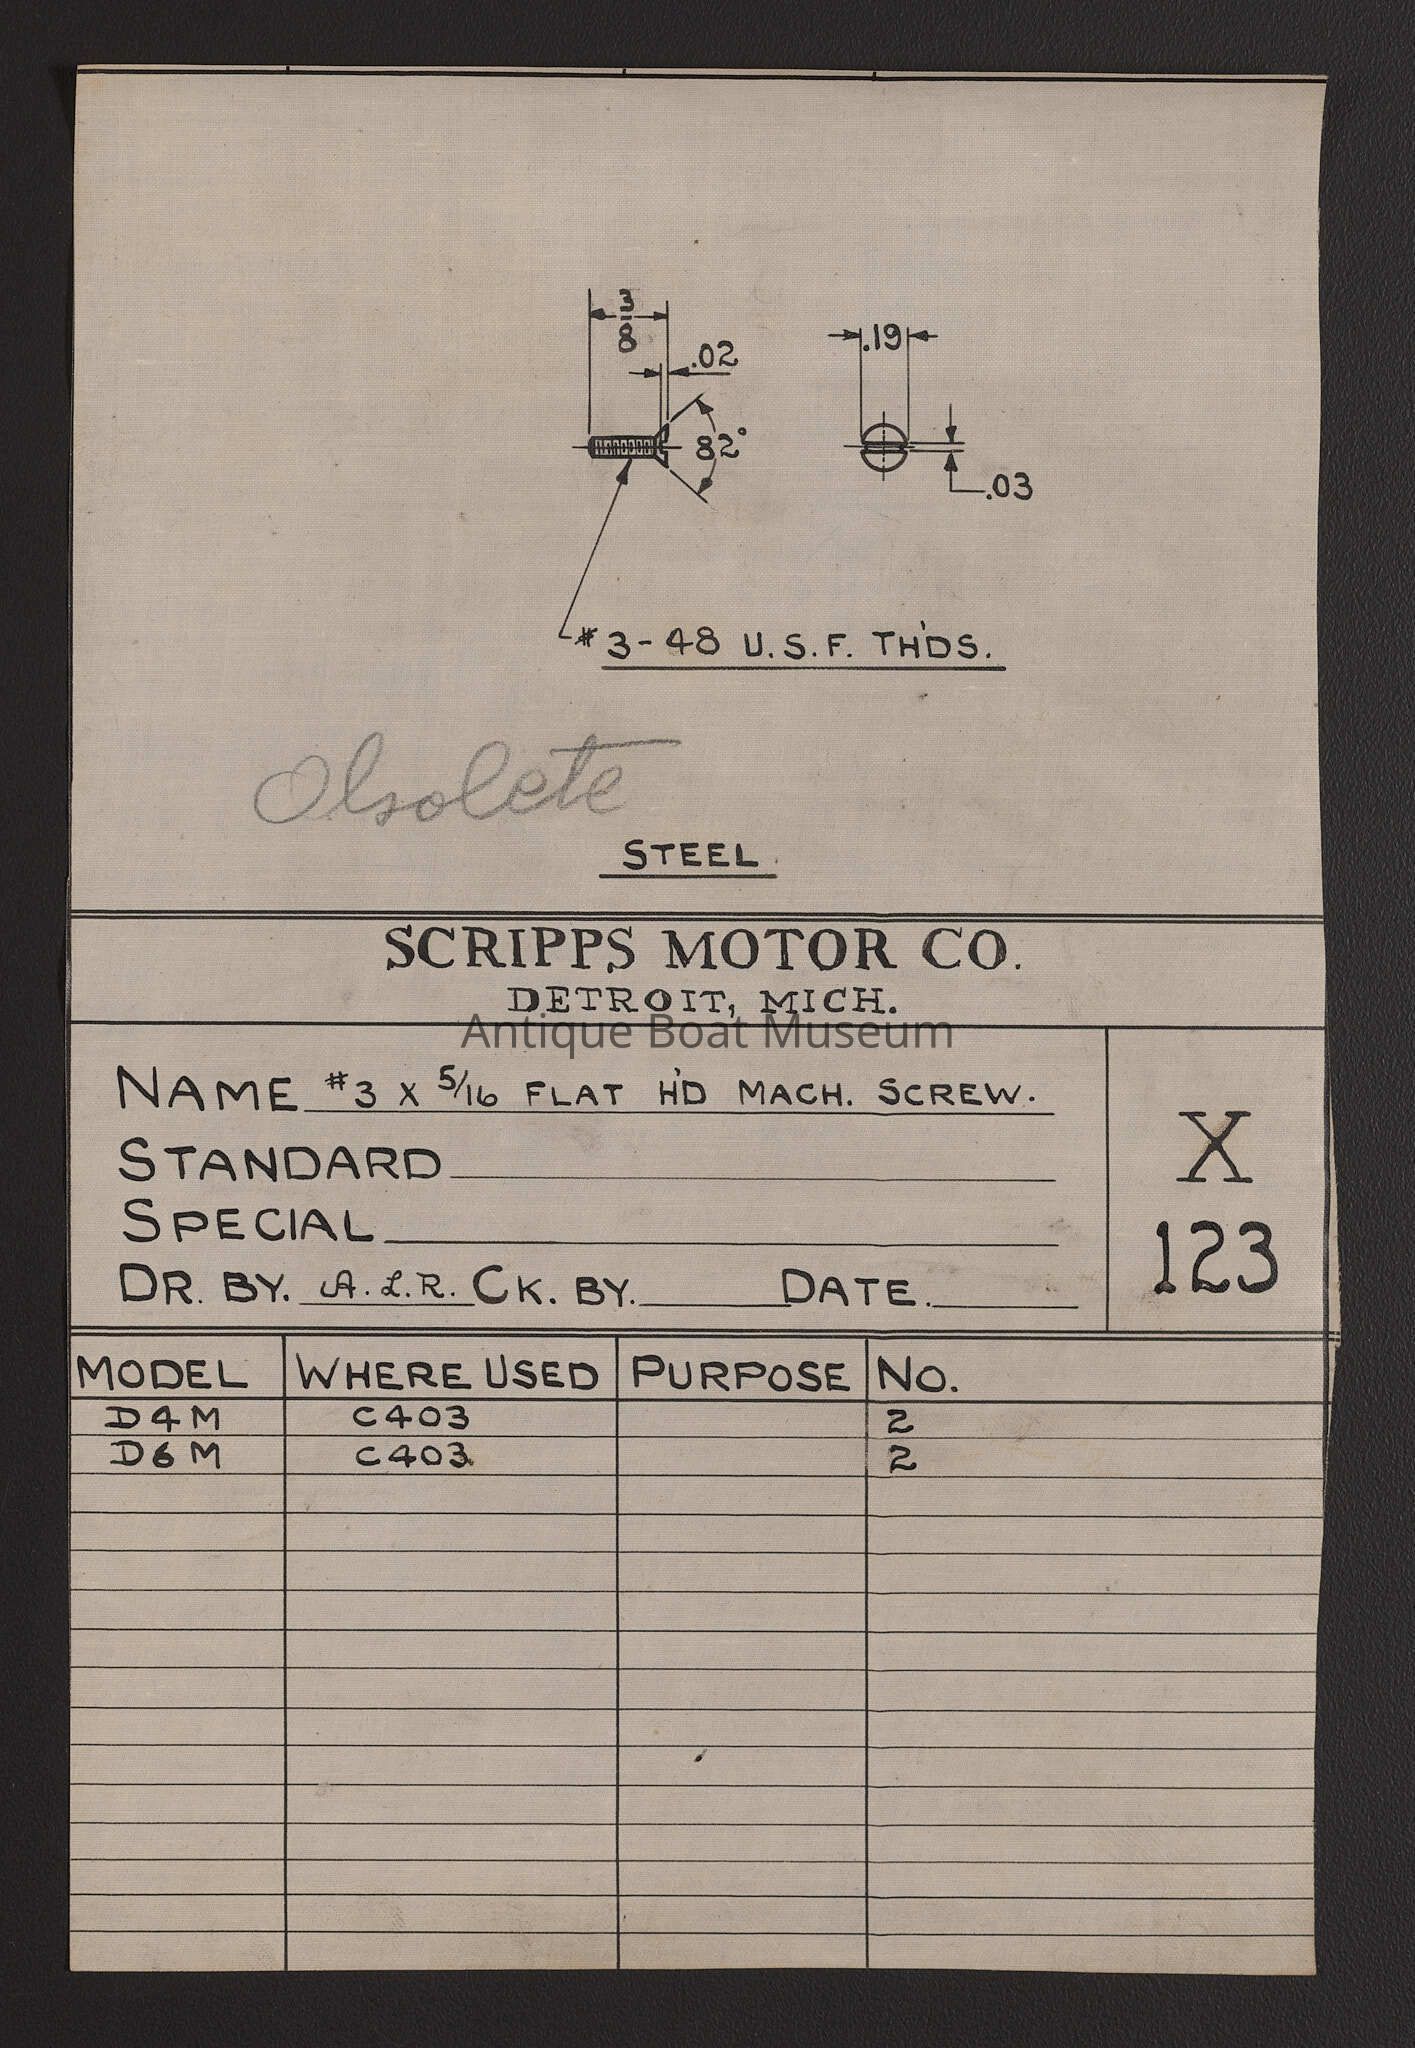 3/8
.02
.19
82°
.03
#3-48 U.S.F. TH'DS.
Obsolete
STEEL
SCRIPPS MOTOR CO.
DETROIT, MICH.
Antique Boat Museum
NAME #3 X 5/16 FLAT H'D MACH. SCREW.
STANDARD
SPECIAL
DR. BY. A.L.R. CK. BY. DATE.
X
123
MODEL WHERE USED PURPOSE NO.
D4M C403 2
D6M C403 2